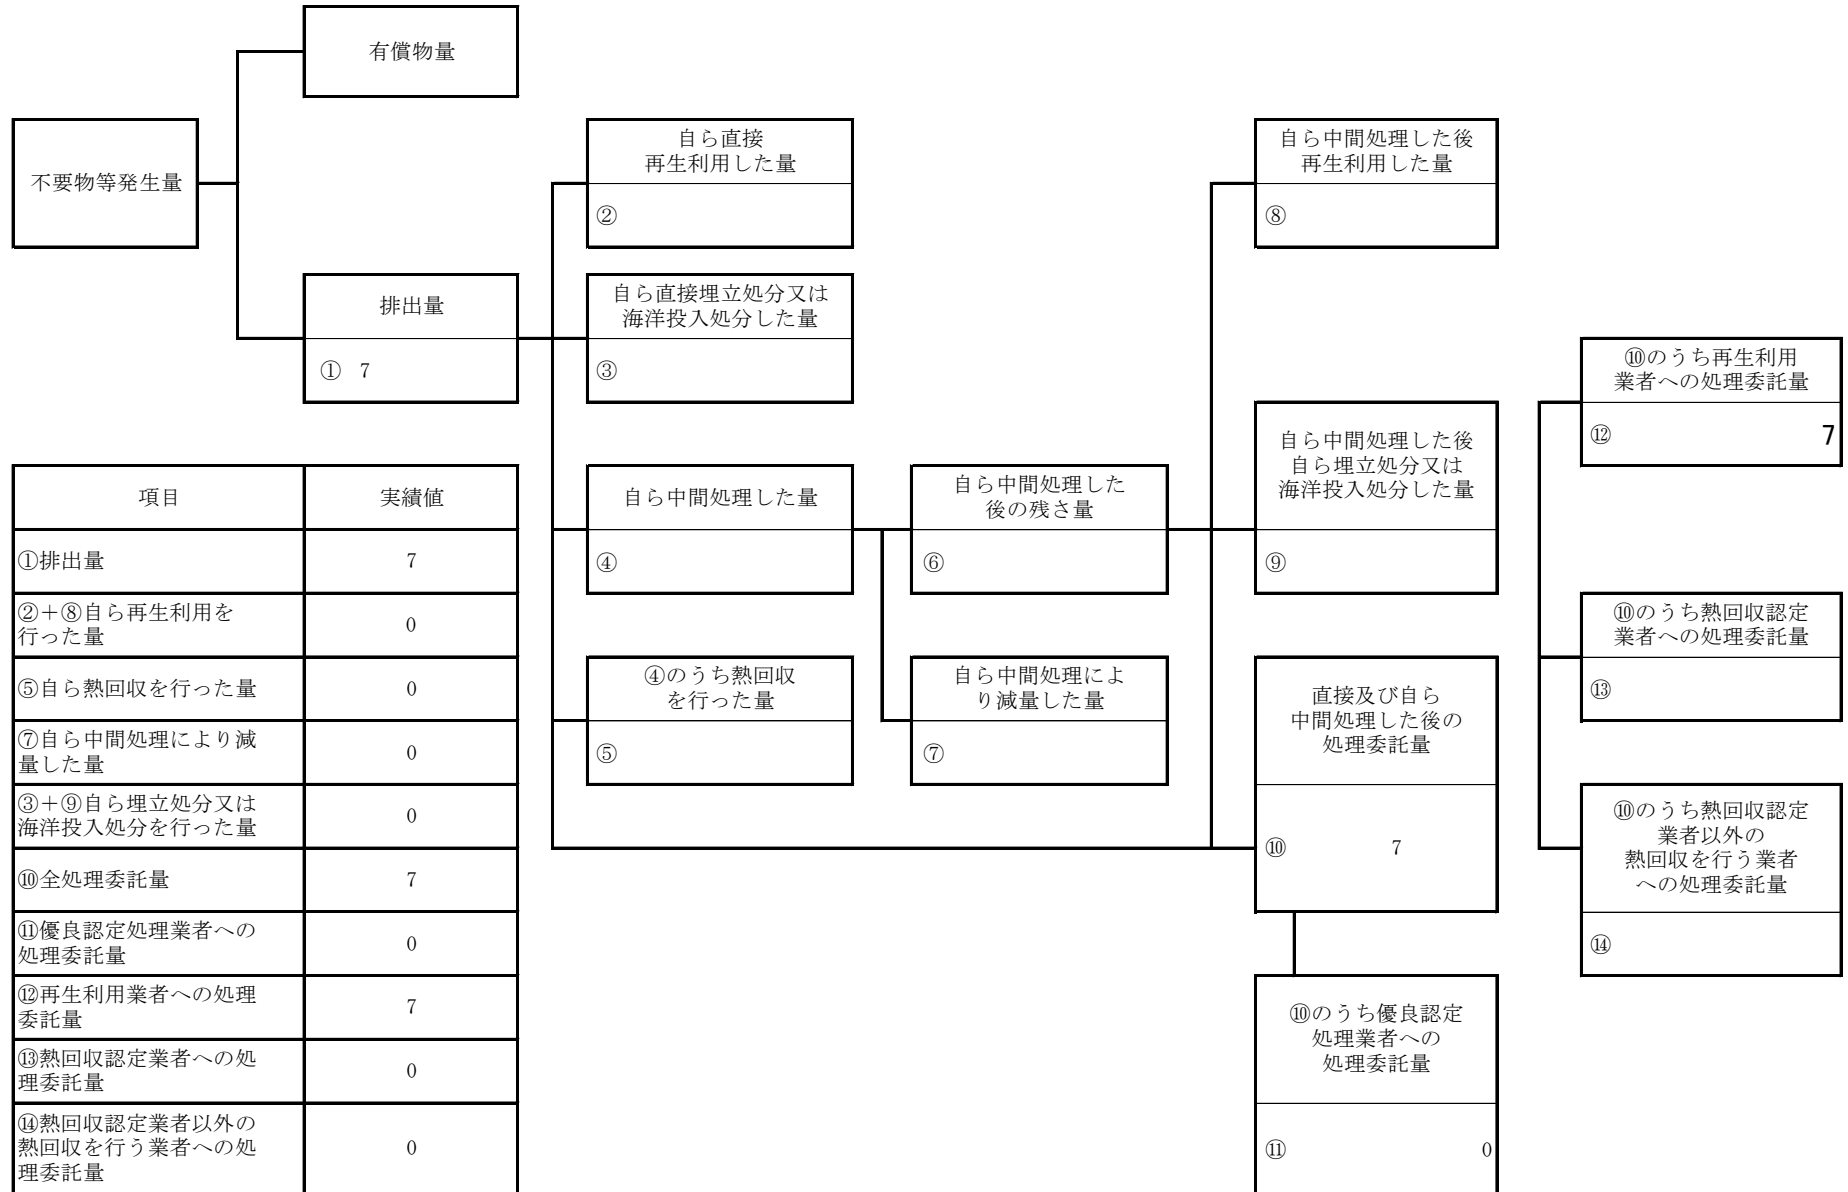 有償物量
不要物等発生量
自ら直接
再生利用した量
②
自ら中間処理した後
再生利用した量
⑧
排出量
① 7
自ら直接埋立処分又は
海洋投入処分した量
③
⑩のうち再生利用
業者への処理委託量
⑫ 7
自ら中間処理した量
④
自ら中間処理した
後の残さ量
⑥
自ら中間処理した後
自ら埋立処分又は
海洋投入処分した量
⑨
⑩のうち熱回収認定
業者への処理委託量
⑬
④のうち熱回収
を行った量
⑤
自ら中間処理によ
り減量した量
⑦
直接及び自ら
中間処理した後の
処理委託量
⑩ 7
⑩のうち熱回収認定
業者以外の
熱回収を行う業者
への処理委託量
⑭
⑩のうち優良認定
処理業者への
処理委託量
⑪ 0
項目 実績値
①排出量 7
②+⑧自ら再生利用を
行った量 0
⑤自ら熱回収を行った量 0
⑦自ら中間処理により減
量した量 0
③+⑨自ら埋立処分又は
海洋投入処分を行った量 0
⑩全処理委託量 7
⑪優良認定処理業者への
処理委託量 0
⑫再生利用業者への処理
委託量 7
⑬熱回収認定業者への処
理委託量 0
⑭熱回収認定業者以外の
熱回収を行う業者への処
理委託量 0